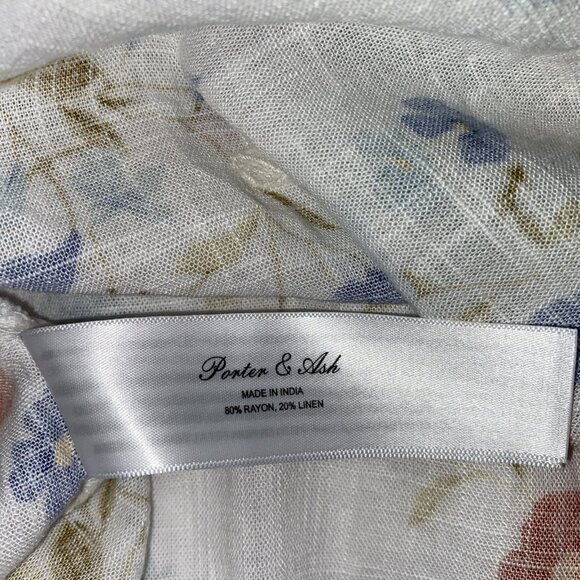 Porter & Ash
MADE IN INDIA
80% RAYON, 20% LINEN